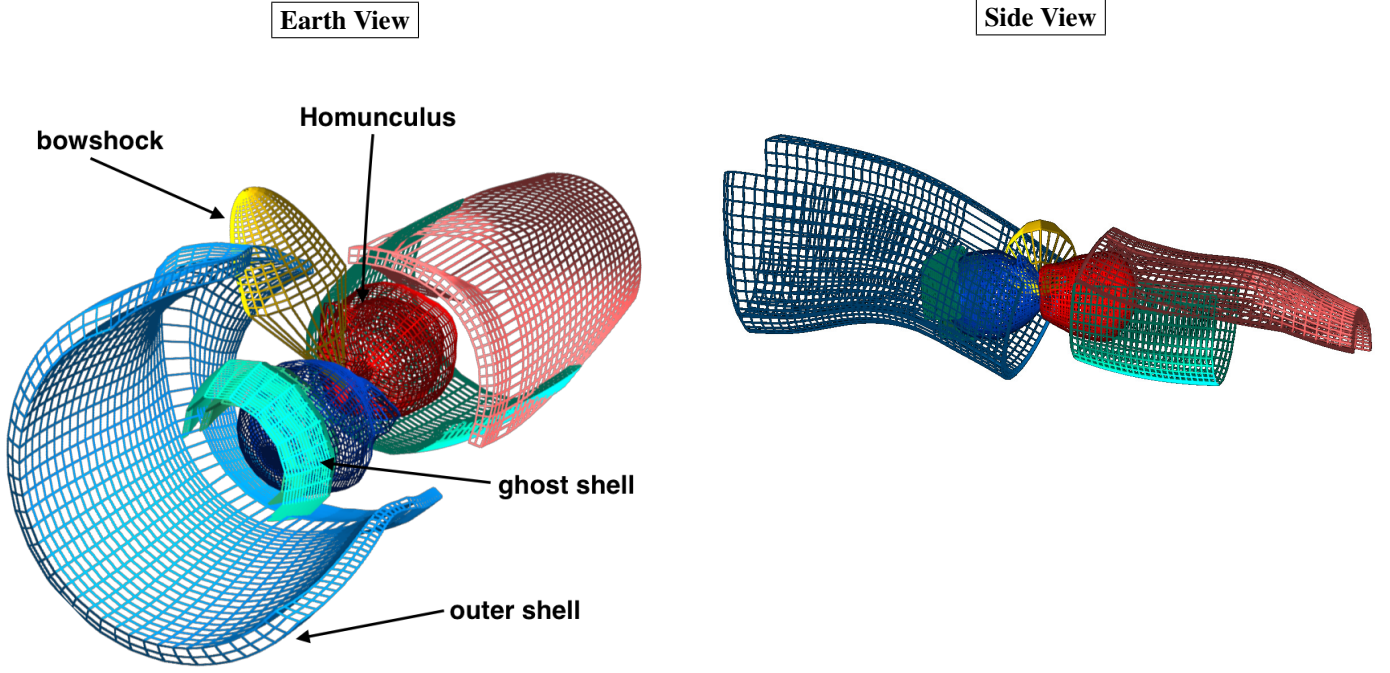 Earth View
Side View
Homunculus
bowshock
ghost shell
outer shell